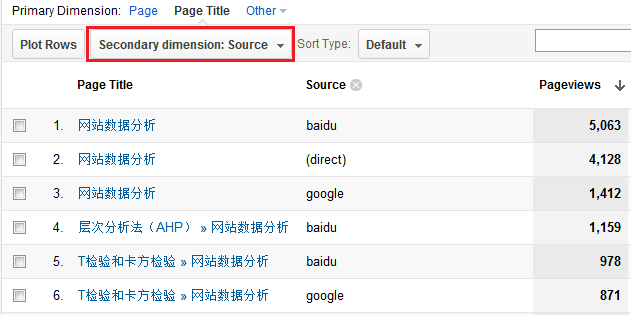 Primary Dimension: Page Page Title Other
Plot Rows Secondary dimension: Source Sort Type: Default
Page Title Source Pageviews
1. 网站数据分析 baidu 5,063
2. 网站数据分析 (direct) 4,128
3. 网站数据分析 google 1,412
4. 层次分析法（AHP） » 网站数据分析 baidu 1,159
5. T检验和卡方检验 » 网站数据分析 baidu 978
6. T检验和卡方检验 » 网站数据分析 google 871